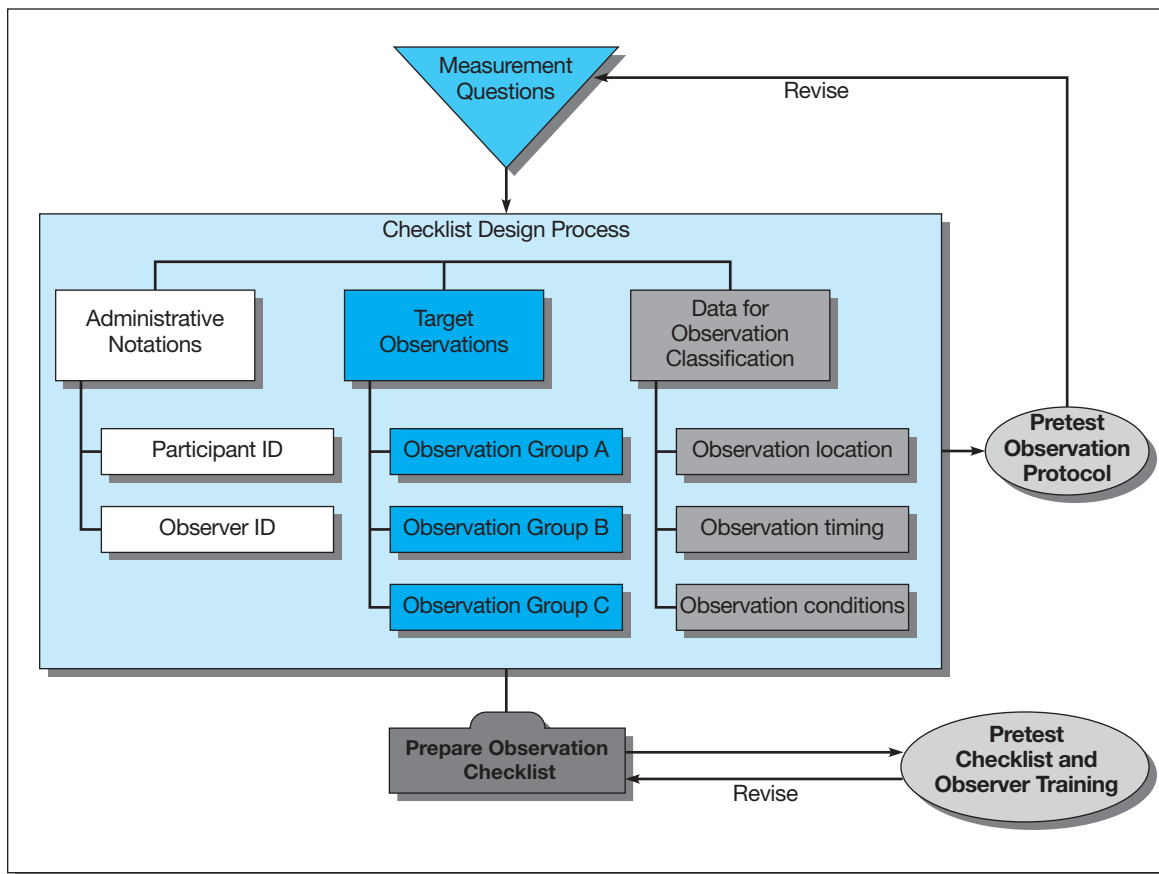 Measurement
Questions
Revise
Checklist Design Process
Administrative
Notations
Target
Observations
Data for
Observation
Classification
Participant ID
Observer ID
Observation Group A
Observation Group B
Observation Group C
Observation location
Observation timing
Observation conditions
Pretest
Observation
Protocol
Prepare Observation
Checklist
Revise
Pretest
Checklist and
Observer Training